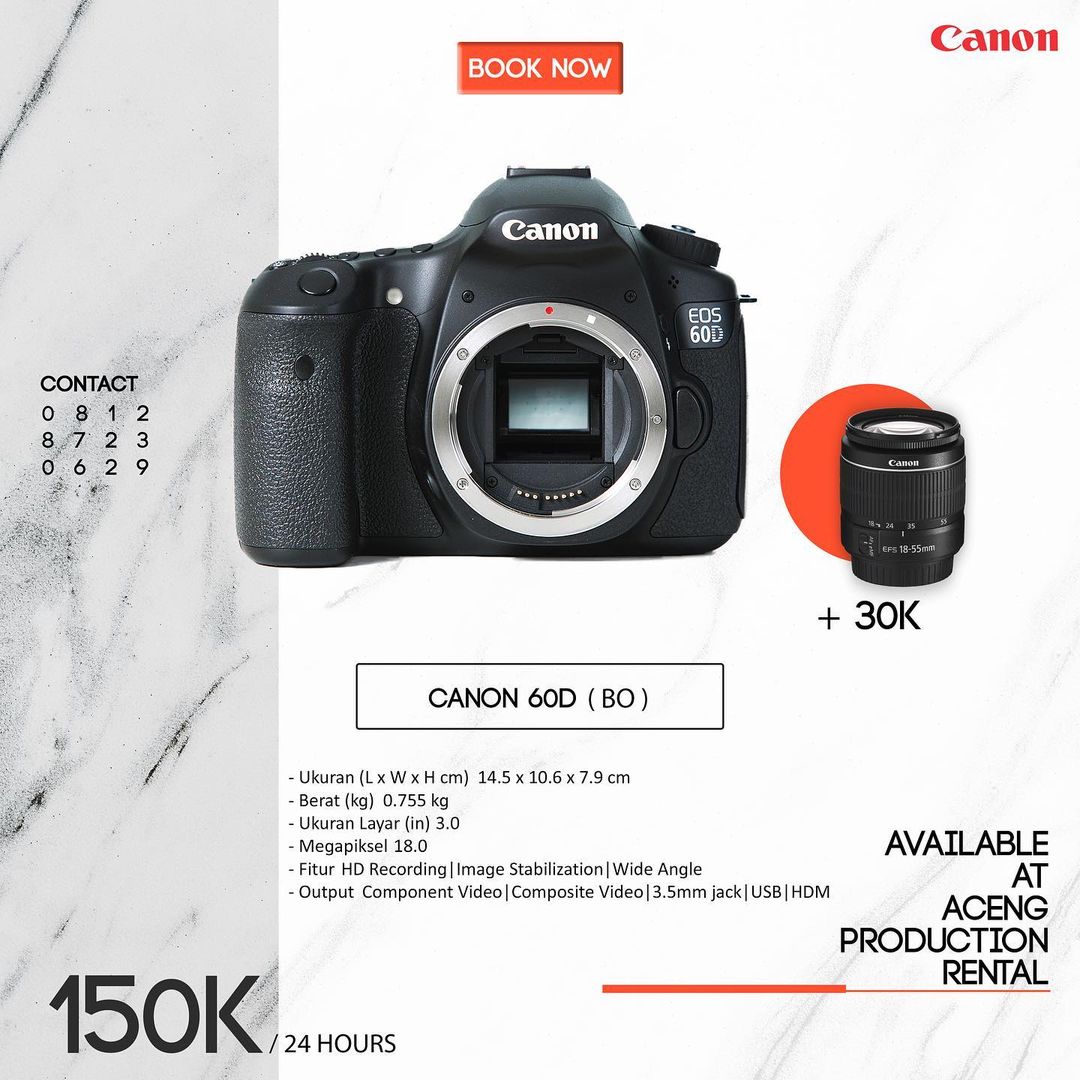 Canon
BOOK NOW
Canon
EOS
60D
CONTACT
0 8 1 2
8 7 2 3
0 6 2 9
Canon
18 24 35 55
AF MF
EFS 18-55mm
+ 30K
CANON 60D ( BO )
- Ukuran (L x W x H cm) 14.5 x 10.6 x 7.9 cm
- Berat (kg) 0.755 kg
- Ukuran Layar (in) 3.0
- Megapiksel 18.0
- Fitur HD Recording|Image Stabilization|Wide Angle
- Output Component Video|Composite Video|3.5mm jack|USB|HDM
AVAILABLE
AT
ACENG
PRODUCTION
RENTAL
150K / 24 HOURS